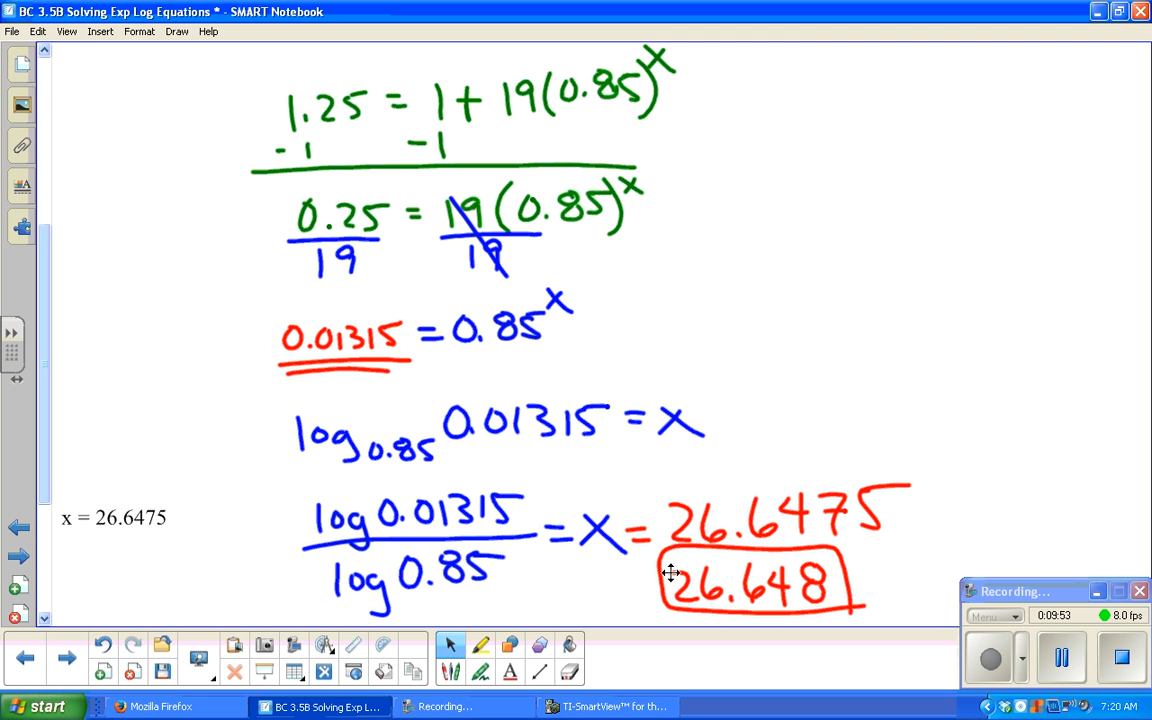 BC 3.5B Solving Exp Log Equations * - SMART Notebook
File Edit View Insert Format Draw Help
1.25 = 1 + 19(0.85)^x
-1 -1
0.25 = 19(0.85)^x
19 19
0.01315 = 0.85^x
log_0.85 0.01315 = x
x = 26.6475
log 0.01315 = x = 26.6475
log 0.85
26.648
Recording...
Menu
0:09:53 8.0 fps
start
Mozilla Firefox
BC 3.5B Solving Exp L...
Recording...
TI-SmartView™ for th...
7:20 AM